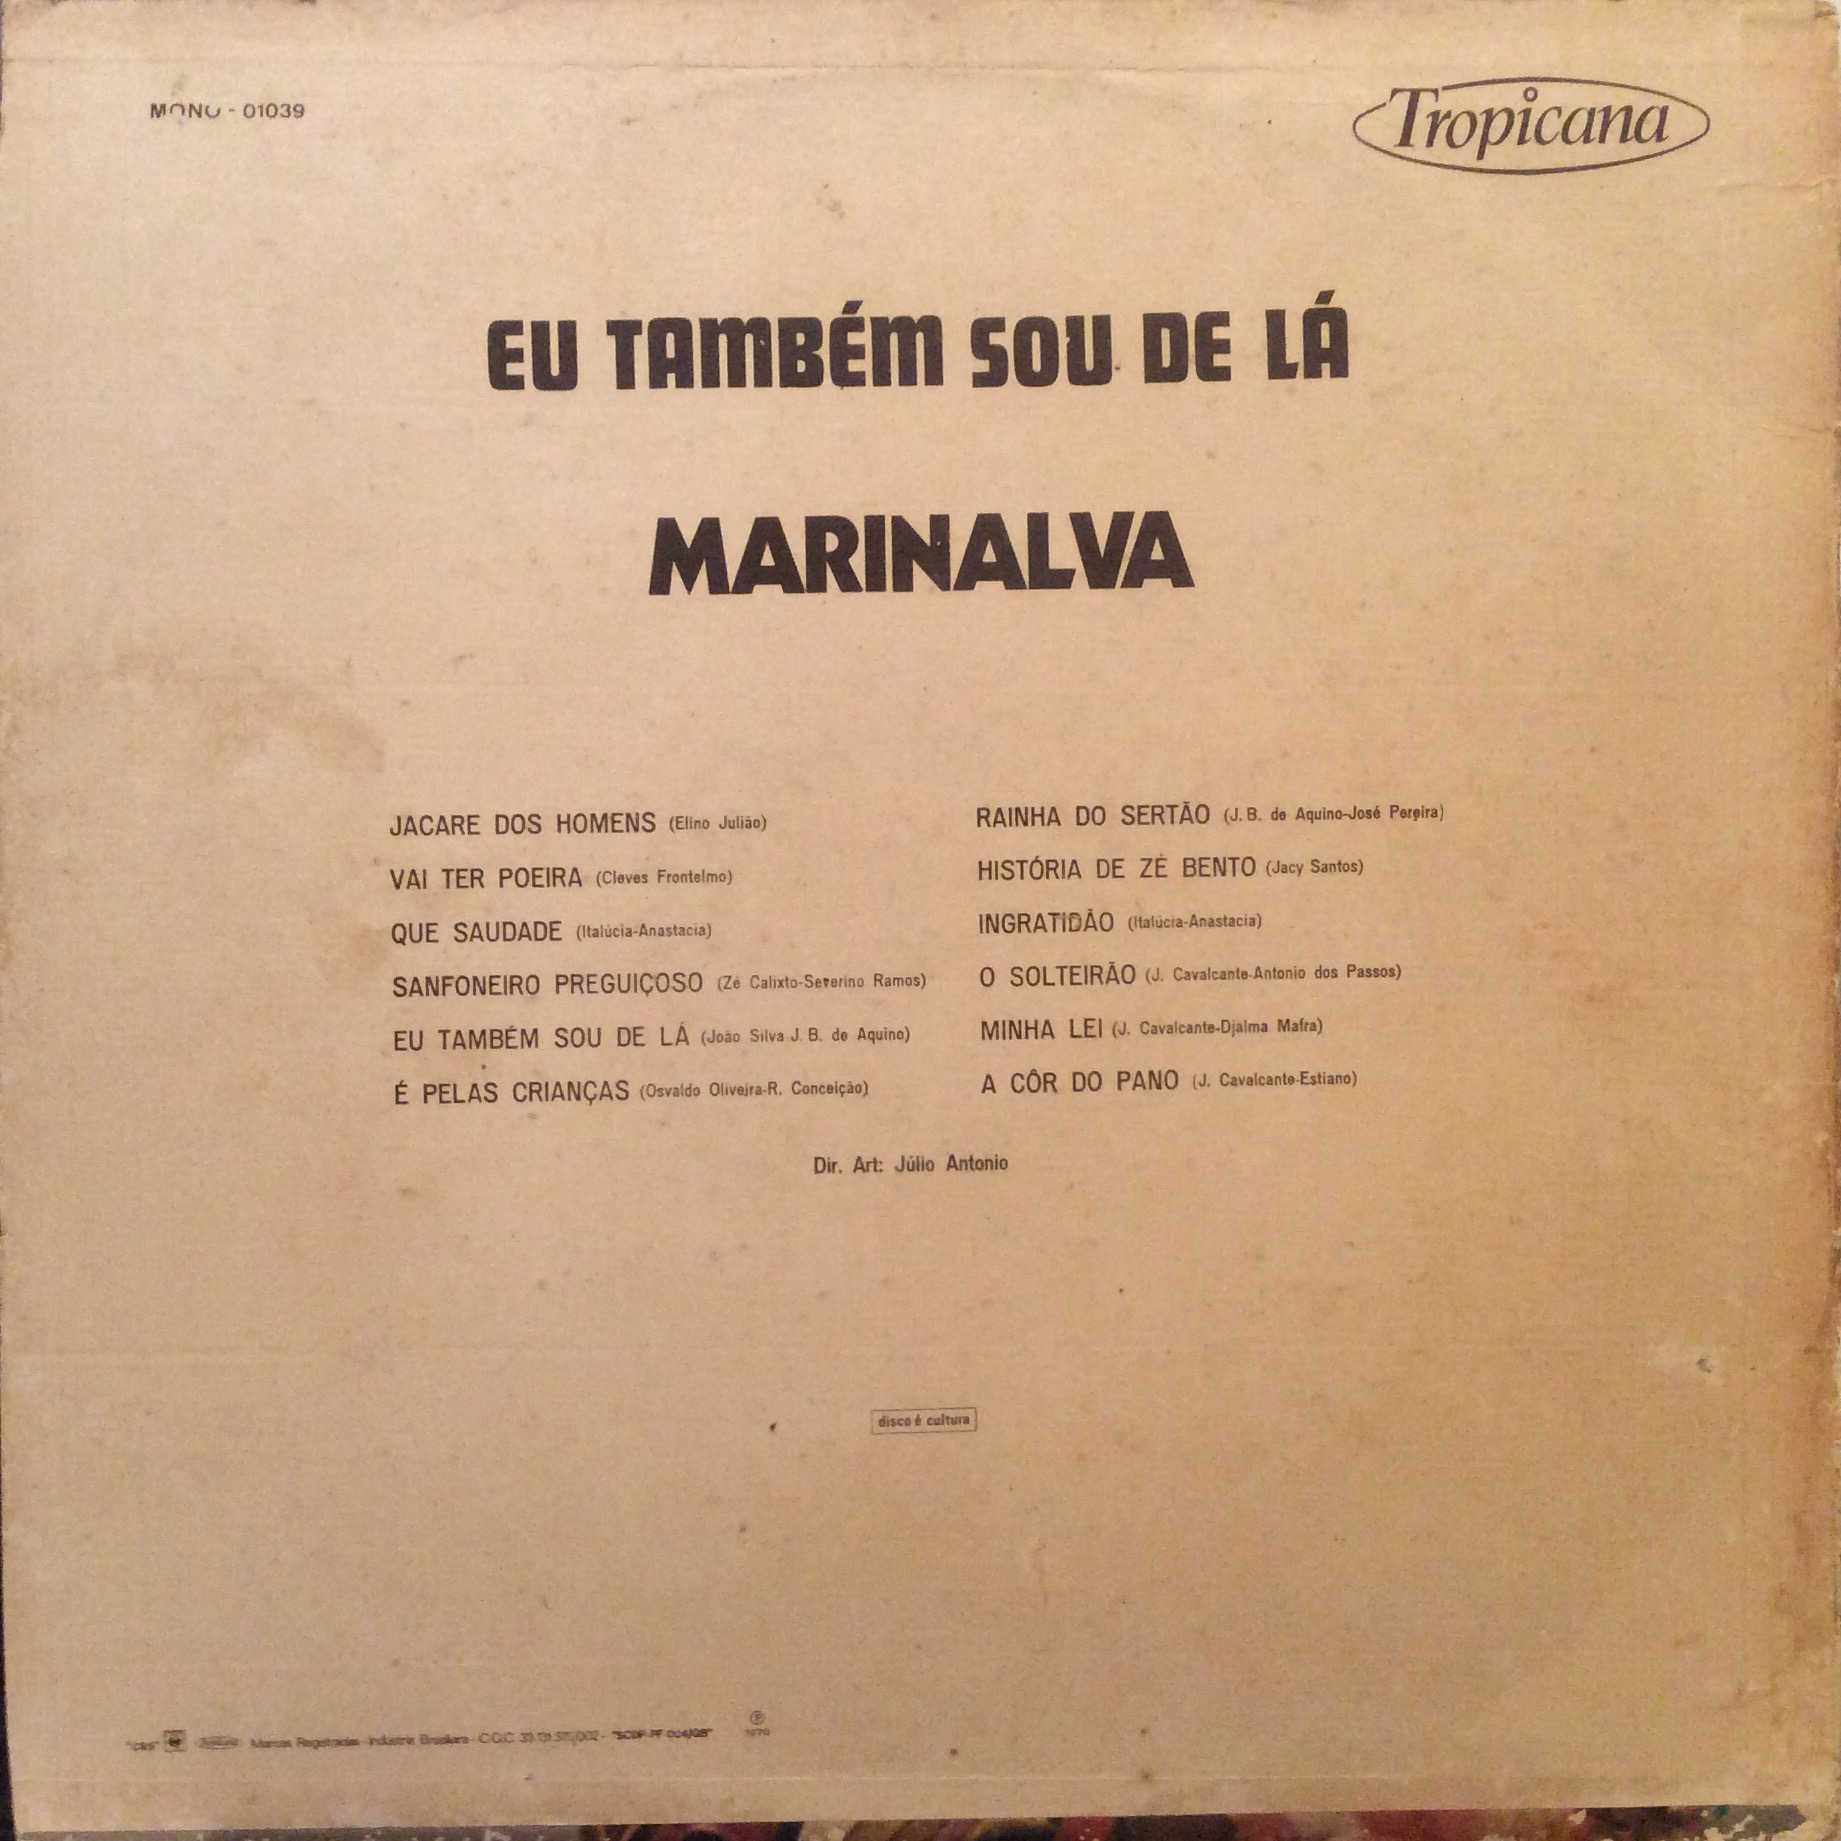 MONO - 01039
Tropicana
EU TAMBÉM SOU DE LÁ
MARINALVA
JACARE DOS HOMENS (Elino Julião)
VAI TER POEIRA (Cleves Frontelmo)
QUE SAUDADE (Italúcia-Anastacia)
SANFONEIRO PREGUIÇOSO (Zé Calixto-Severino Ramos)
EU TAMBÉM SOU DE LÁ (João Silva J. B. de Aquino)
É PELAS CRIANÇAS (Osvaldo Oliveira-R. Conceição)
RAINHA DO SERTÃO (J. B. de Aquino-José Pereira)
HISTÓRIA DE ZÉ BENTO (Jacy Santos)
INGRATIDÃO (Italúcia-Anastacia)
O SOLTEIRÃO (J. Cavalcante-Antonio dos Passos)
MINHA LEI (J. Cavalcante-Djalma Mafra)
A CÔR DO PANO (J. Cavalcante-Estiano)
Dir. Art: Júlio Antonio
disco é cultura
"CBS" Marcas Registradas - Indústria Brasileira - C.G.C.